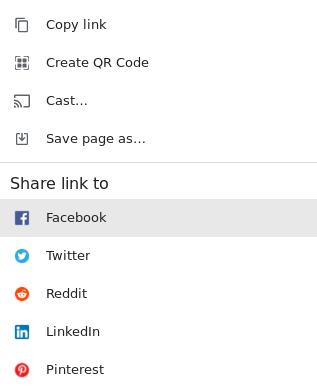 Copy link
Create QR Code
Cast…
Save page as…
Share link to
Facebook
Twitter
Reddit
LinkedIn
Pinterest